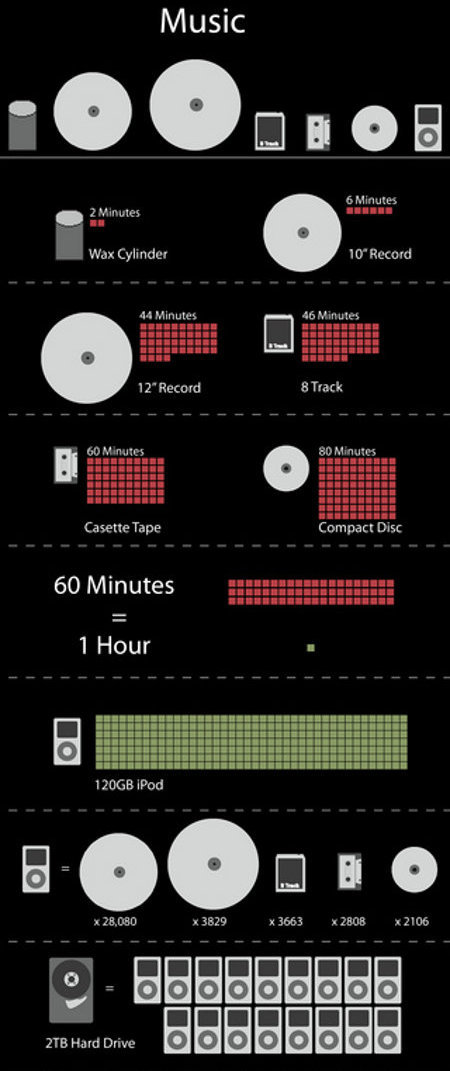 Music
8 Track
2 Minutes
Wax Cylinder
6 Minutes
10" Record
44 Minutes
12" Record
46 Minutes
8 Track
8 Track
60 Minutes
Casette Tape
80 Minutes
Compact Disc
60 Minutes
=
1 Hour
120GB iPod
=
8 Track
x 28,080
x 3829
x 3663
x 2808
x 2106
2TB Hard Drive
=